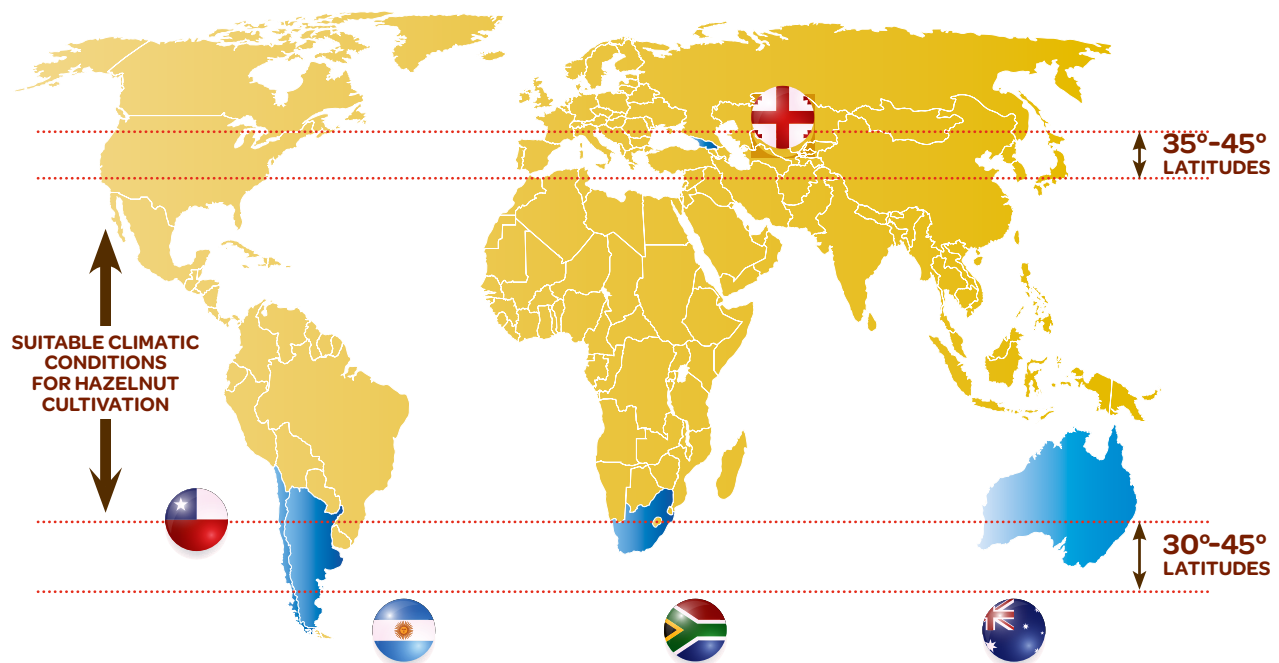 35°-45°
LATITUDES
SUITABLE CLIMATIC
CONDITIONS
FOR HAZELNUT
CULTIVATION
30°-45°
LATITUDES